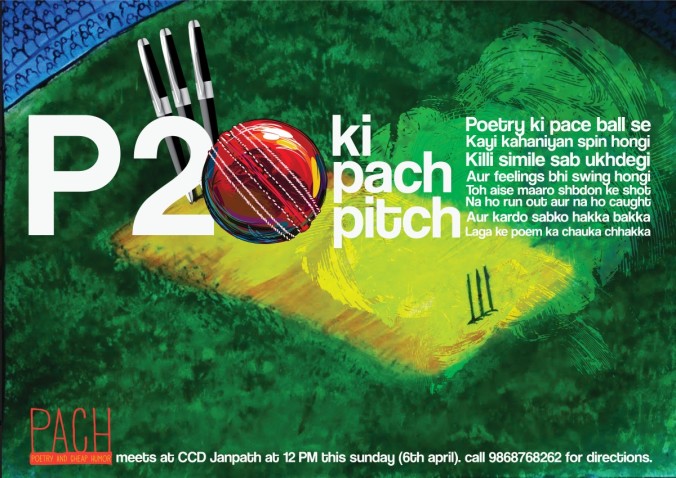 P20
ki
pach
pitch
Poetry ki pace ball se
Kayi kahaniyan spin hongi
Killi simile sab ukhdegi
Aur feelings bhi swing hongi
Toh aise maaro shbdon ke shot
Na ho run out aur na ho caught
Aur kardo sabko hakka bakka
Laga ke poem ka chauka chhakka
PACH
POETRY AND CHEAP HUMOR
meets at CCD Janpath at 12 PM this sunday (6th april). call 9868768262 for directions.